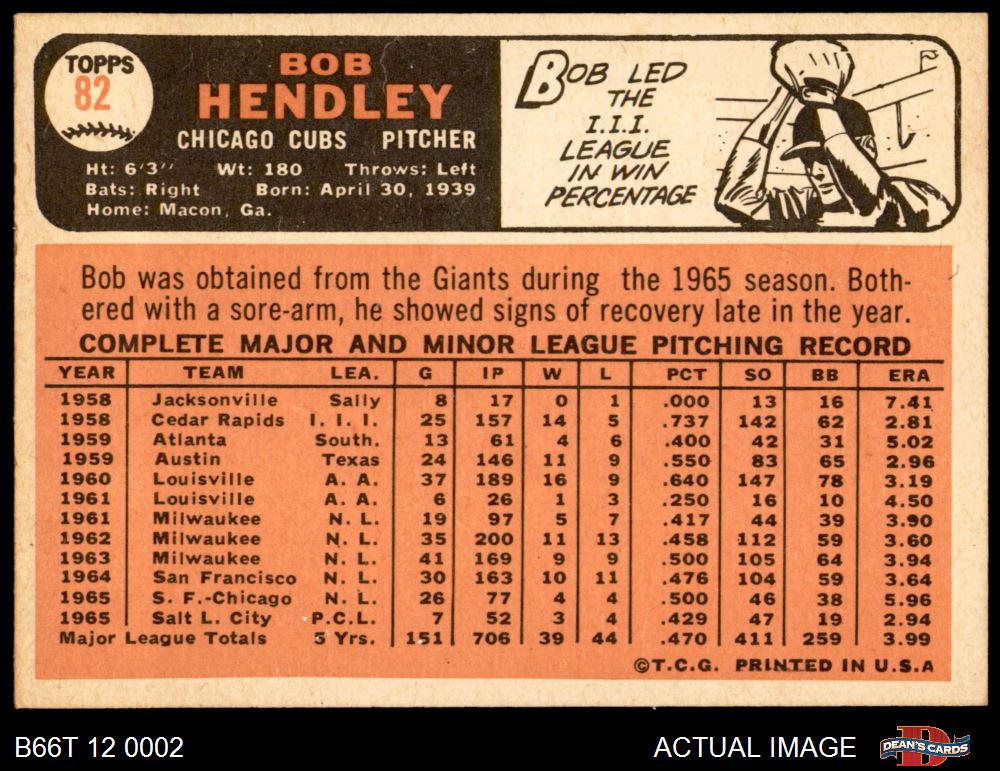 TOPPS
82
BOB
HENDLEY
CHICAGO CUBS PITCHER
Ht: 6'3" Wt: 180 Throws: Left
Bats: Right Born: April 30, 1939
Home: Macon, Ga.
BOB LED
THE
I.I.I.
LEAGUE
IN WIN
PERCENTAGE
Bob was obtained from the Giants during the 1965 season. Both-
ered with a sore-arm, he showed signs of recovery late in the year.
COMPLETE MAJOR AND MINOR LEAGUE PITCHING RECORD
YEAR TEAM LEA. G IP W L PCT SO BB ERA
1958 Jacksonville Sally 8 17 0 1 .000 13 16 7.41
1958 Cedar Rapids I. I. I. 25 157 14 5 .737 142 62 2.81
1959 Atlanta South. 13 61 4 6 .400 42 31 5.02
1959 Austin Texas 24 146 11 9 .550 83 65 2.96
1960 Louisville A. A. 37 189 16 9 .640 147 78 3.19
1961 Louisville A. A. 6 26 1 3 .250 16 10 4.50
1961 Milwaukee N. L. 19 97 5 7 .417 44 39 3.90
1962 Milwaukee N. L. 35 200 11 13 .458 112 59 3.60
1963 Milwaukee N. L. 41 169 9 9 .500 105 64 3.94
1964 San Francisco N. L. 30 163 10 11 .476 104 59 3.64
1965 S. F.-Chicago N. L. 26 77 4 4 .500 46 38 5.96
1965 Salt L. City P.C.L. 7 52 3 4 .429 47 19 2.94
Major League Totals 5 Yrs. 151 706 39 44 .470 411 259 3.99
©T.C.G. PRINTED IN U.S.A
B66T 12 0002
ACTUAL IMAGE
DEAN'S CARDS